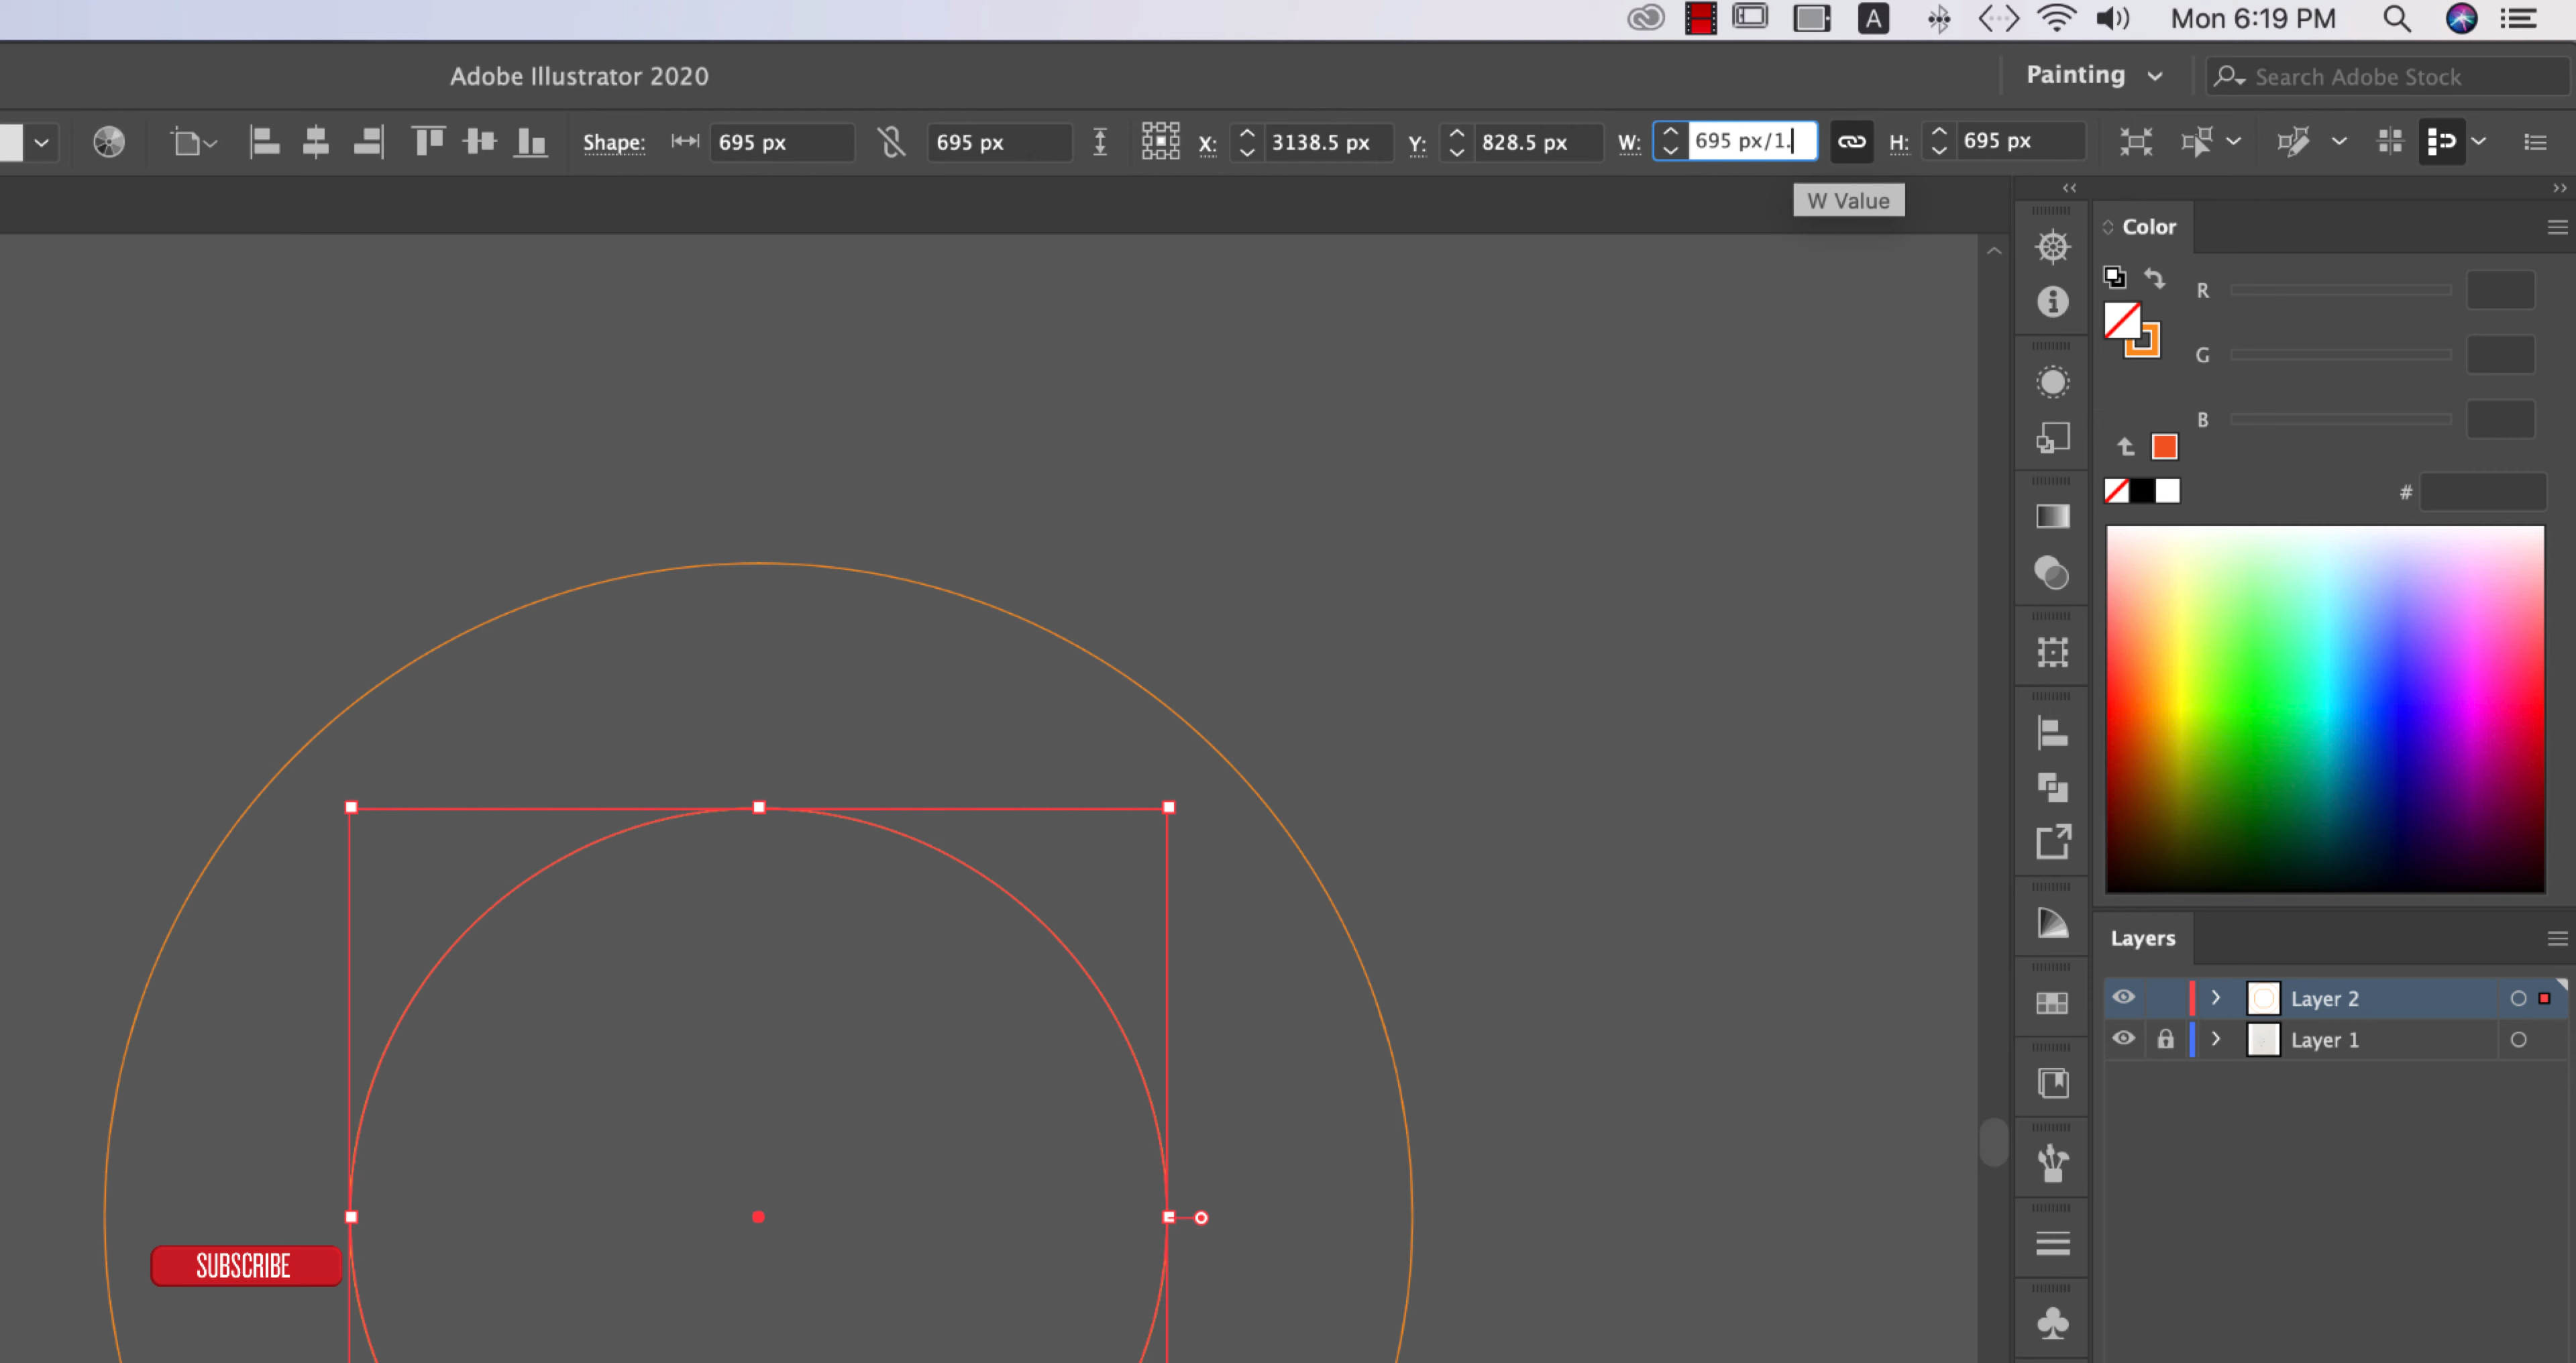 A
Mon 6:19 PM
Adobe Illustrator 2020
Painting
Search Adobe Stock
Shape: 695 px 695 px X: 3138.5 px Y: 828.5 px W: 695 px/1. H: 695 px
W Value
Color
R
G
B
#
Layers
Layer 2
Layer 1
SUBSCRIBE